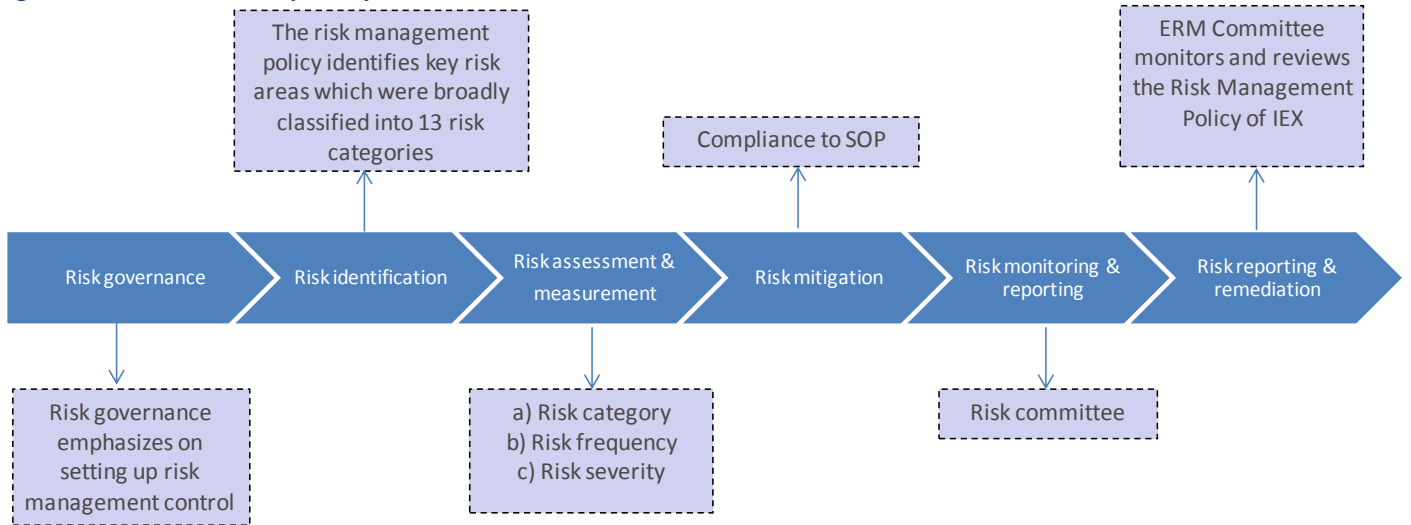 The risk management
policy identifies key risk
areas which were broadly
classified into 13 risk
categories
ERM Committee
monitors and reviews
the Risk Management
Policy of IEX
Compliance to SOP
Risk governance
Risk identification
Risk assessment &
measurement
Risk mitigation
Risk monitoring &
reporting
Risk reporting &
remediation
Risk governance
emphasizes on
setting up risk
management control
a) Risk category
b) Risk frequency
c) Risk severity
Risk committee